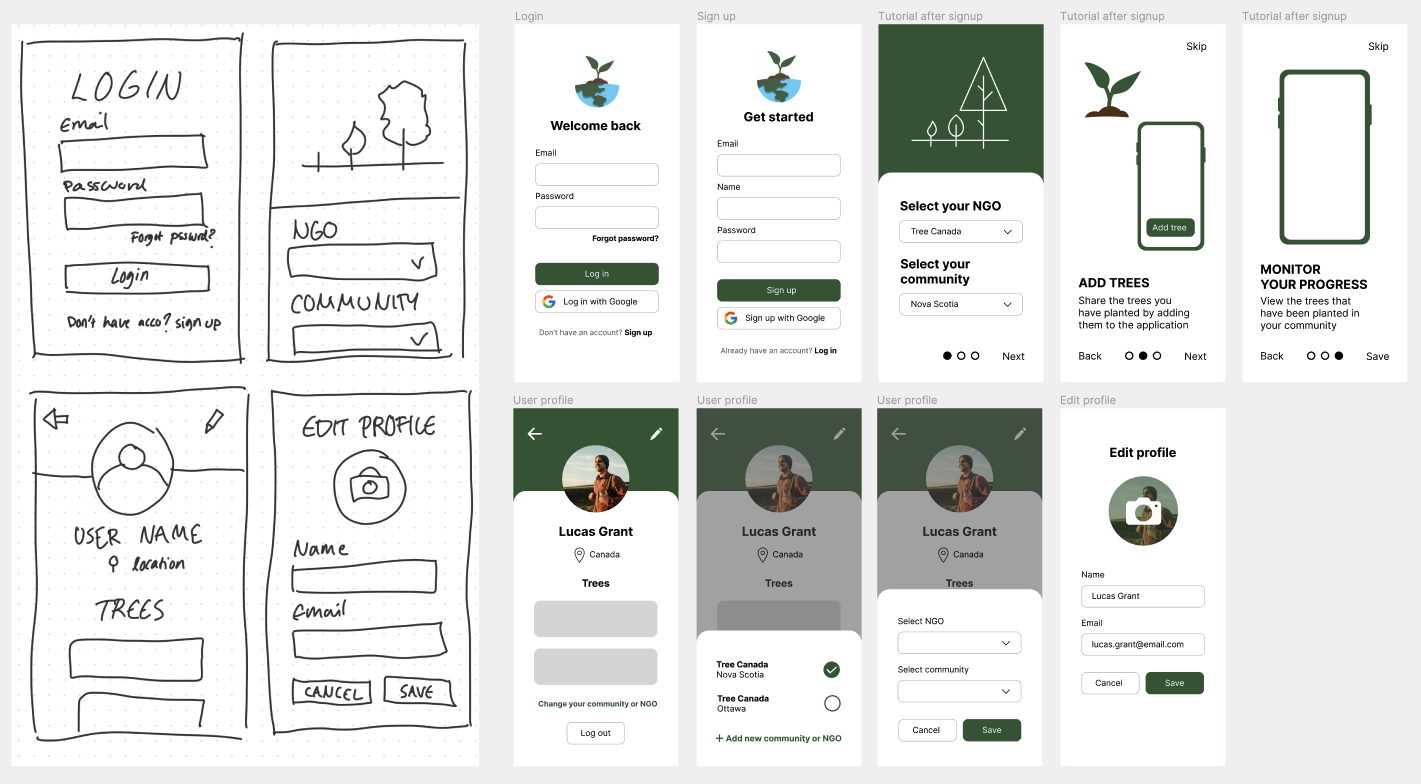 LOGIN
Email
Password
Forgot psswrd?
Login
Don't have acco? sign up
NGO
COMMUNITY
USER NAME
location
TREES
EDIT PROFILE
Name
Email
CANCEL
SAVE
Login
Welcome back
Email
Password
Forgot password?
Log in
Log in with Google
Don't have an account? Sign up
Sign up
Get started
Email
Name
Password
Sign up
Sign up with Google
Already have an account? Log in
Tutorial after signup
Select your NGO
Tree Canada
Select your
community
Nova Scotia
Next
Tutorial after signup
Skip
Add tree
ADD TREES
Share the trees you
have planted by adding
them to the application
Back
Next
Tutorial after signup
Skip
MONITOR
YOUR PROGRESS
View the trees that
have been planted in
your community
Back
Save
User profile
Lucas Grant
Canada
Trees
Change your community or NGO
Log out
User profile
Lucas Grant
Canada
Trees
Tree Canada
Nova Scotia
Tree Canada
Ottawa
+ Add new community or NGO
User profile
Lucas Grant
Canada
Trees
Select NGO
Select community
Cancel
Save
Edit profile
Edit profile
Name
Lucas Grant
Email
lucas.grant@email.com
Cancel
Save